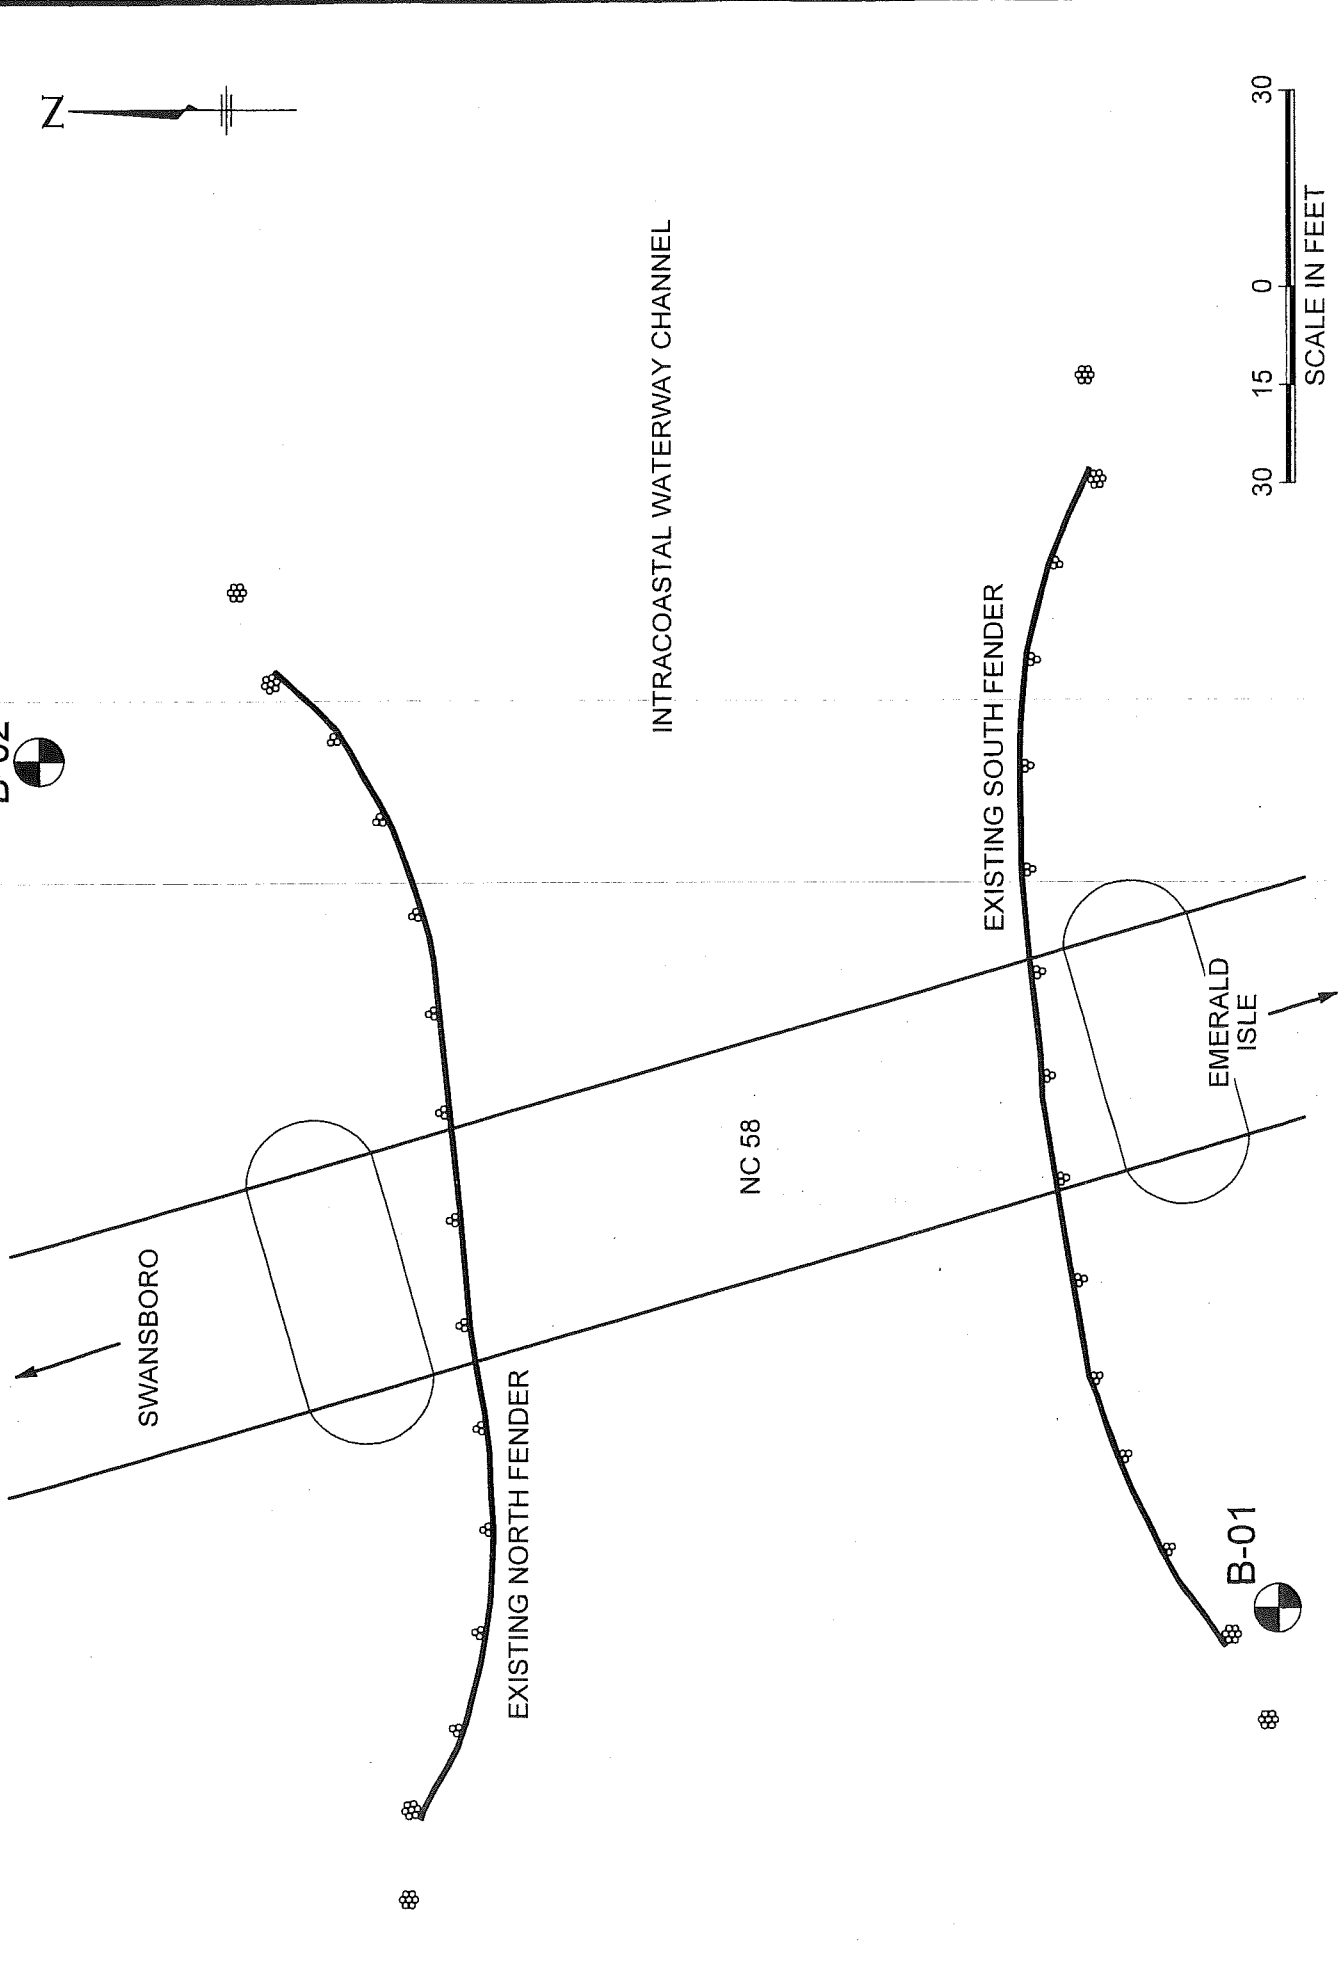 N
B-02
SWANSBORO
EXISTING NORTH FENDER
INTRACOASTAL WATERWAY CHANNEL
NC 58
EXISTING SOUTH FENDER
EMERALD
ISLE
B-01
30 15 0 30
SCALE IN FEET